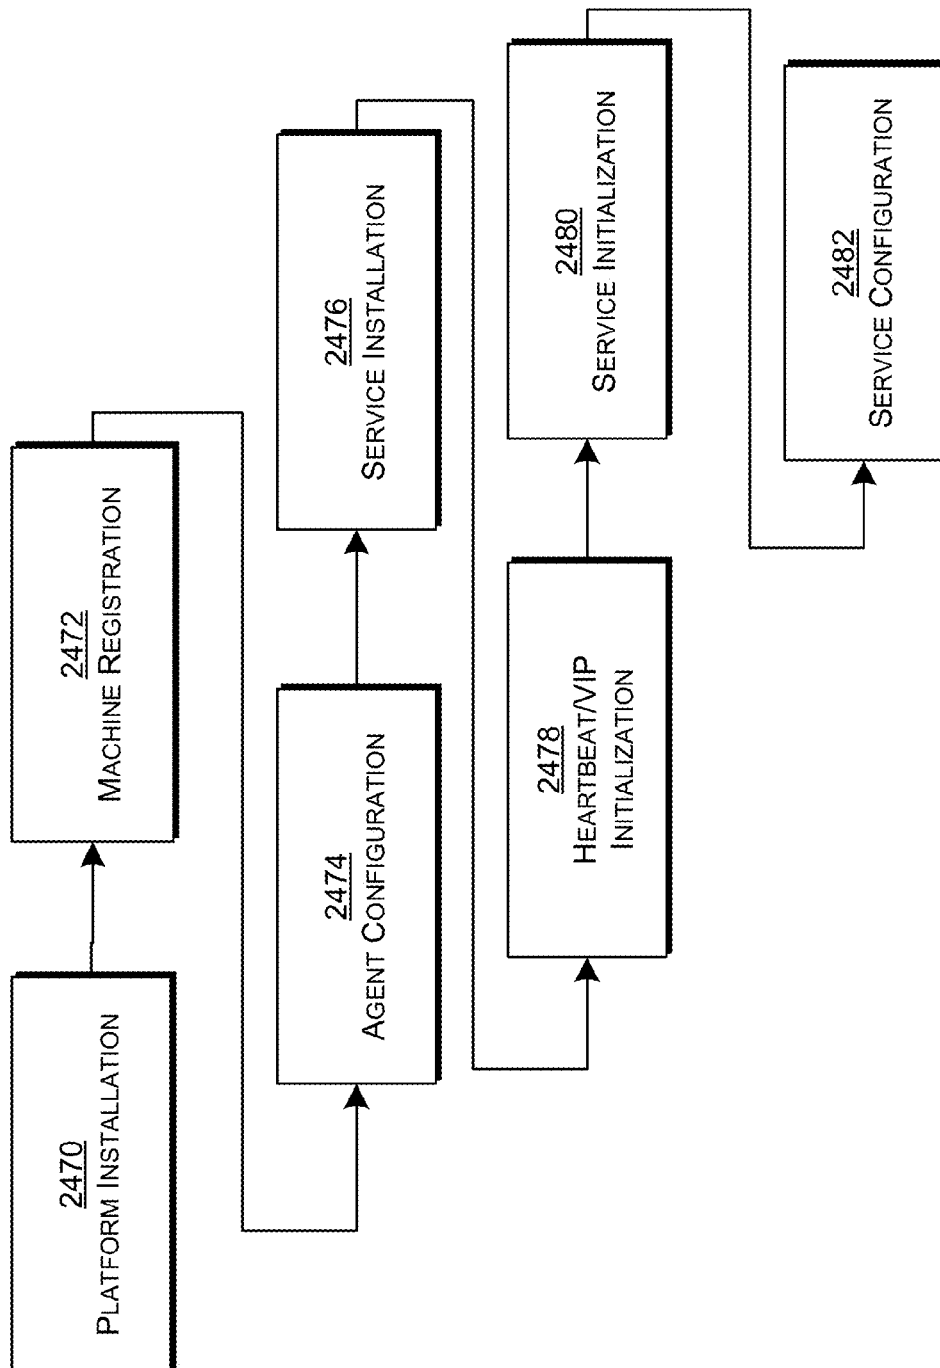 2470
PLATFORM INSTALLATION
2472
MACHINE REGISTRATION
2474
AGENT CONFIGURATION
2476
SERVICE INSTALLATION
2478
HEARTBEAT/VIP
INITIALIZATION
2480
SERVICE INITIALIZATION
2482
SERVICE CONFIGURATION